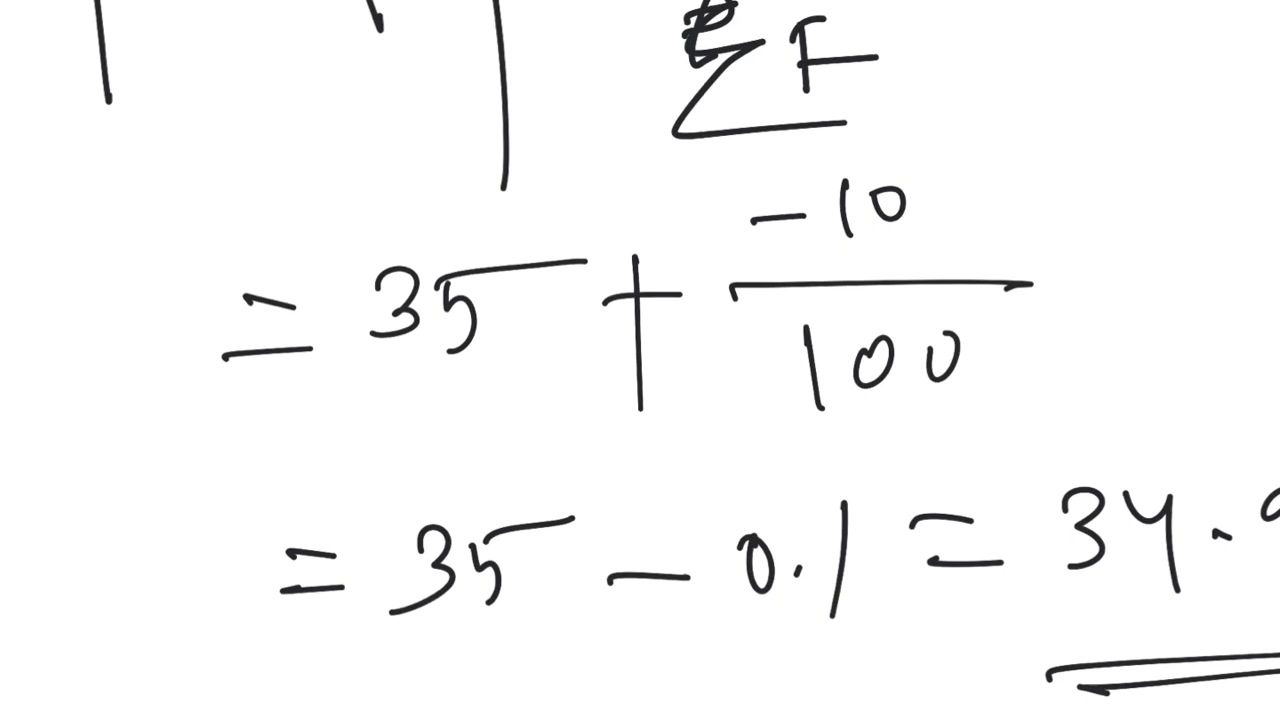 ΣF
= 35 + -10/100
= 35 - 0.1 = 34.